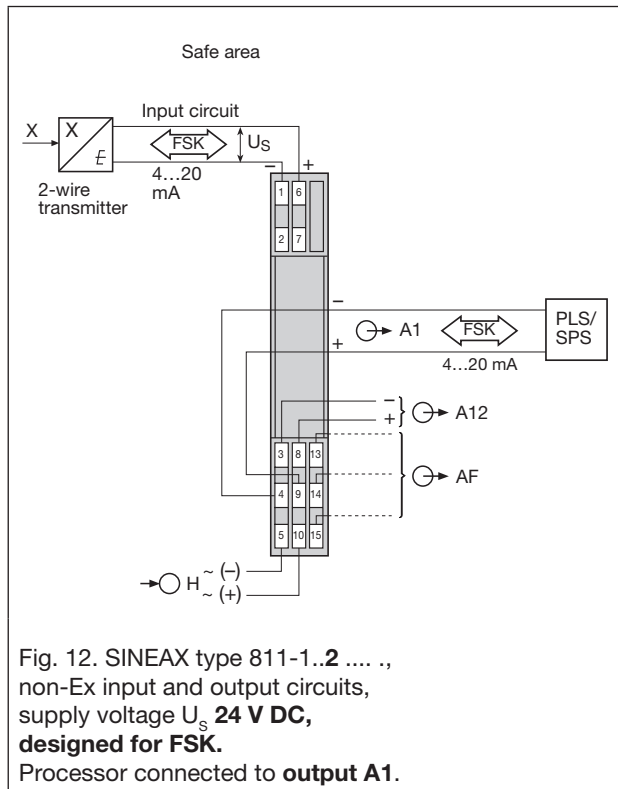 Safe area
Input circuit
X
X
E
FSK
US
− +
4...20
mA
2-wire
transmitter
1 6
2 7
−
A1
FSK
PLS/
SPS
+
4...20 mA
−
+
A12
3 8 13
4 9 14
AF
5 10 15
H ~ (–)
~ (+)
Fig. 12. SINEAX type 811-1..2 .... .,
non-Ex input and output circuits,
supply voltage US 24 V DC,
designed for FSK.
Processor connected to output A1.